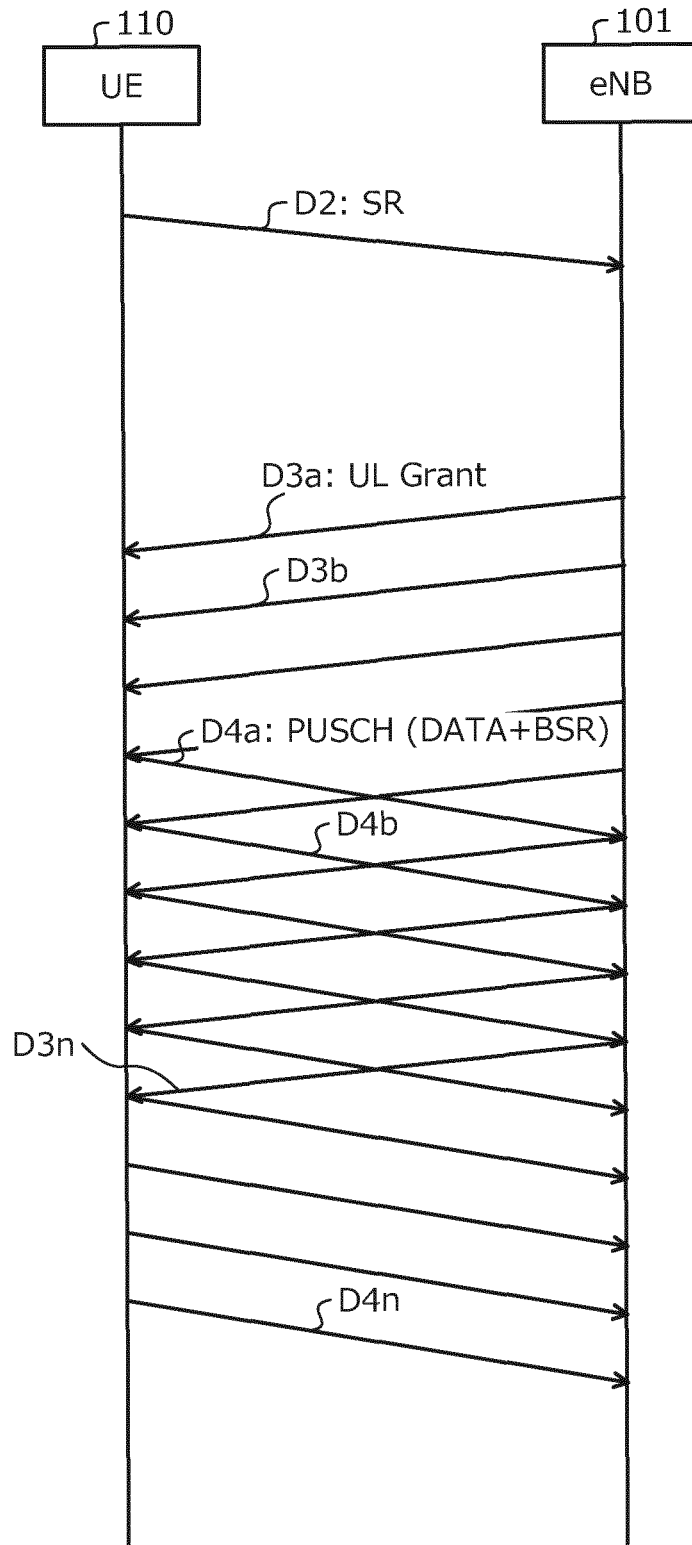 110
101
UE
eNB
D2: SR
D3a: UL Grant
D3b
D4a: PUSCH (DATA+BSR)
D4b
D3n
D4n